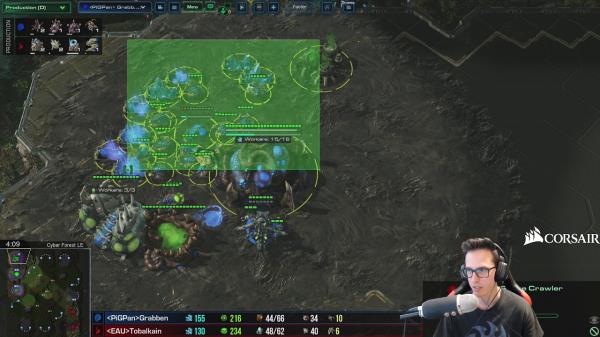 Production (D)
<PiGPan> Grabb...
Menu
Faster
PRODUCTION
Workers: 15/16
Workers: 3/3
4:09
Cyber Forest LE
CORSAIR
Crawler
<PiGPan>Grabben 155 216 44/66 34 10
<EAU>Tobalkain 130 234 48/62 40 6